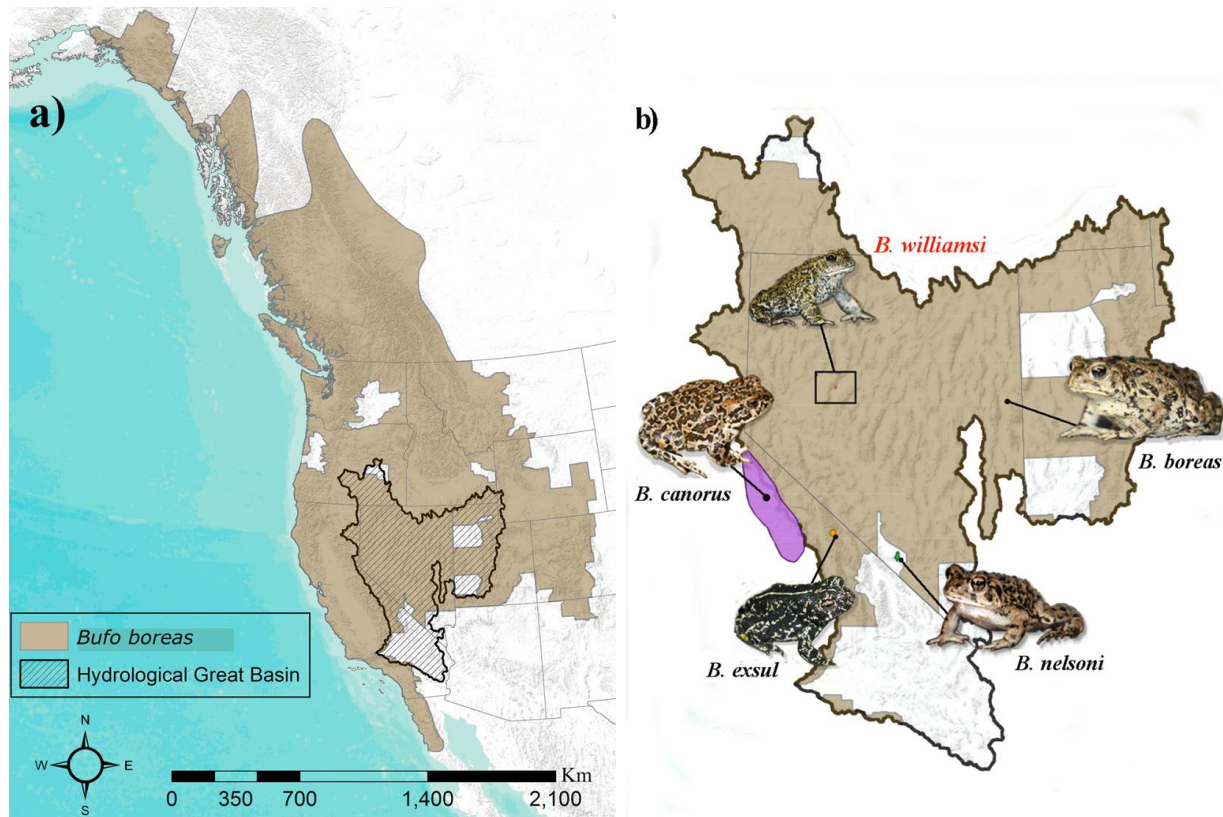 a)
Bufo boreas
Hydrological Great Basin
N
W
E
S
Km
0
350
700
1,400
2,100
b)
B. williamsi
B. boreas
B. canorus
B. exsul
B. nelsoni